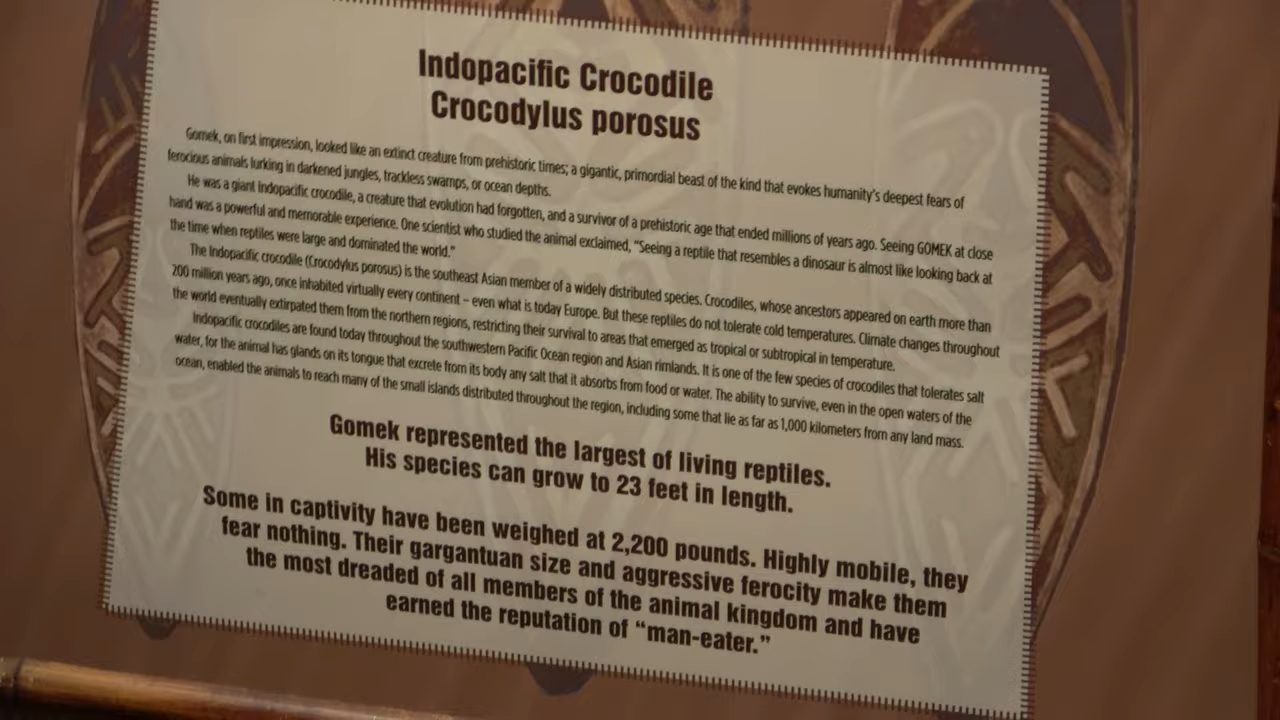 Indopacific Crocodile
Crocodylus porosus
Gomek, on first impression, looked like an extinct creature from prehistoric times; a gigantic, primordial beast of the kind that evokes humanity's deepest fears of
ferocious animals lurking in darkened jungles, trackless swamps, or ocean depths.
He was a giant Indopacific crocodile, a creature that evolution had forgotten, and a survivor of a prehistoric age that ended millions of years ago. Seeing GOMEK at close
hand was a powerful and memorable experience. One scientist who studied the animal exclaimed, "Seeing a reptile that resembles a dinosaur is almost like looking back at
the time when reptiles were large and dominated the world."
The Indopacific crocodile (Crocodylus porosus) is the southeast Asian member of a widely distributed species. Crocodiles, whose ancestors appeared on earth more than
200 million years ago, once inhabited virtually every continent – even what is today Europe. But these reptiles do not tolerate cold temperatures. Climate changes throughout
the world eventually extirpated them from the northern regions, restricting their survival to areas that emerged as tropical or subtropical in temperature.
Indopacific crocodiles are found today throughout the southwestern Pacific Ocean region and Asian rimlands. It is one of the few species of crocodiles that tolerates salt
water, for the animal has glands on its tongue that excrete from its body any salt that it absorbs from food or water. The ability to survive, even in the open waters of the
ocean, enabled the animals to reach many of the small islands distributed throughout the region, including some that lie as far as 1,000 kilometers from any land mass.
Gomek represented the largest of living reptiles.
His species can grow to 23 feet in length.
Some in captivity have been weighed at 2,200 pounds. Highly mobile, they
fear nothing. Their gargantuan size and aggressive ferocity make them
the most dreaded of all members of the animal kingdom and have
earned the reputation of “man-eater.”